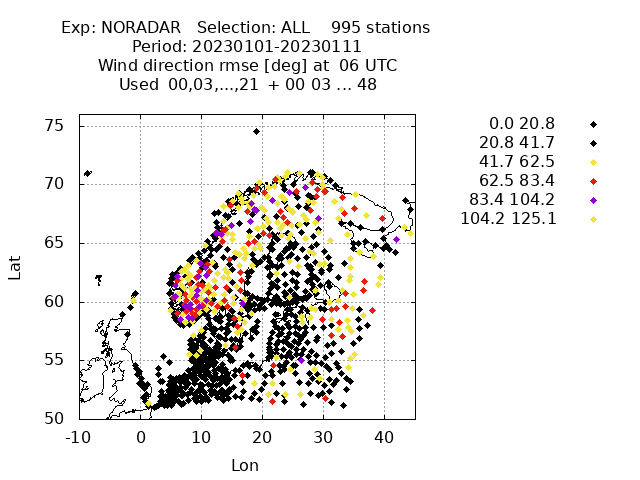 Exp: NORADAR   Selection: ALL    995 stations
Period: 20230101-20230111
Wind direction rmse [deg] at  06 UTC
Used  00,03,...,21  + 00 03 ... 48
0.0 20.8
20.8 41.7
41.7 62.5
62.5 83.4
83.4 104.2
104.2 125.1
75
70
65
60
55
50
Lat
-10 0 10 20 30 40
Lon